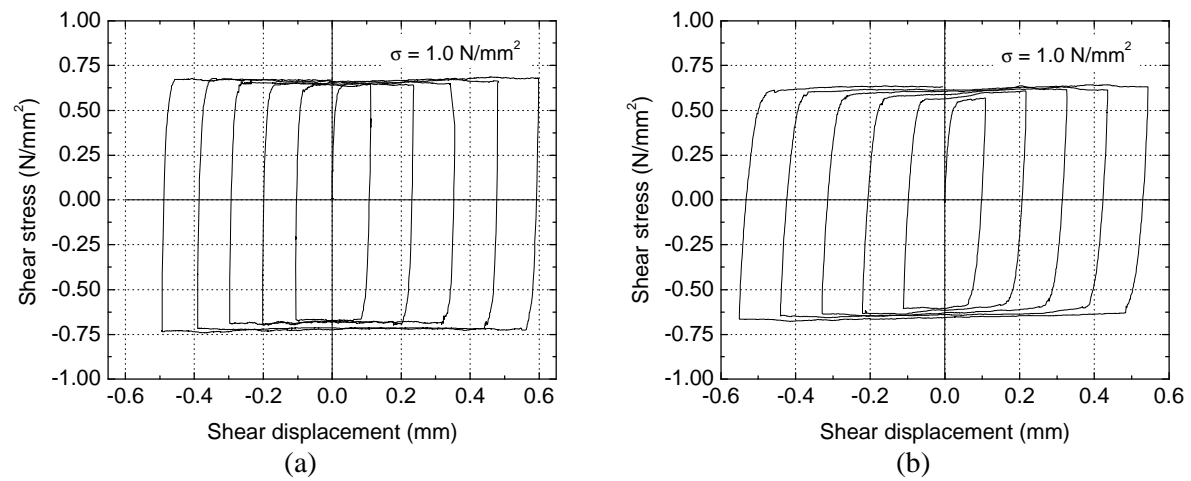 1.00
0.75
0.50
0.25
0.00
-0.25
-0.50
-0.75
-1.00
Shear stress (N/mm²)
σ = 1.0 N/mm²
-0.6 -0.4 -0.2 0.0 0.2 0.4 0.6
Shear displacement (mm)
(a)
1.00
0.75
0.50
0.25
0.00
-0.25
-0.50
-0.75
-1.00
Shear stress (N/mm²)
σ = 1.0 N/mm²
-0.6 -0.4 -0.2 0.0 0.2 0.4 0.6
Shear displacement (mm)
(b)